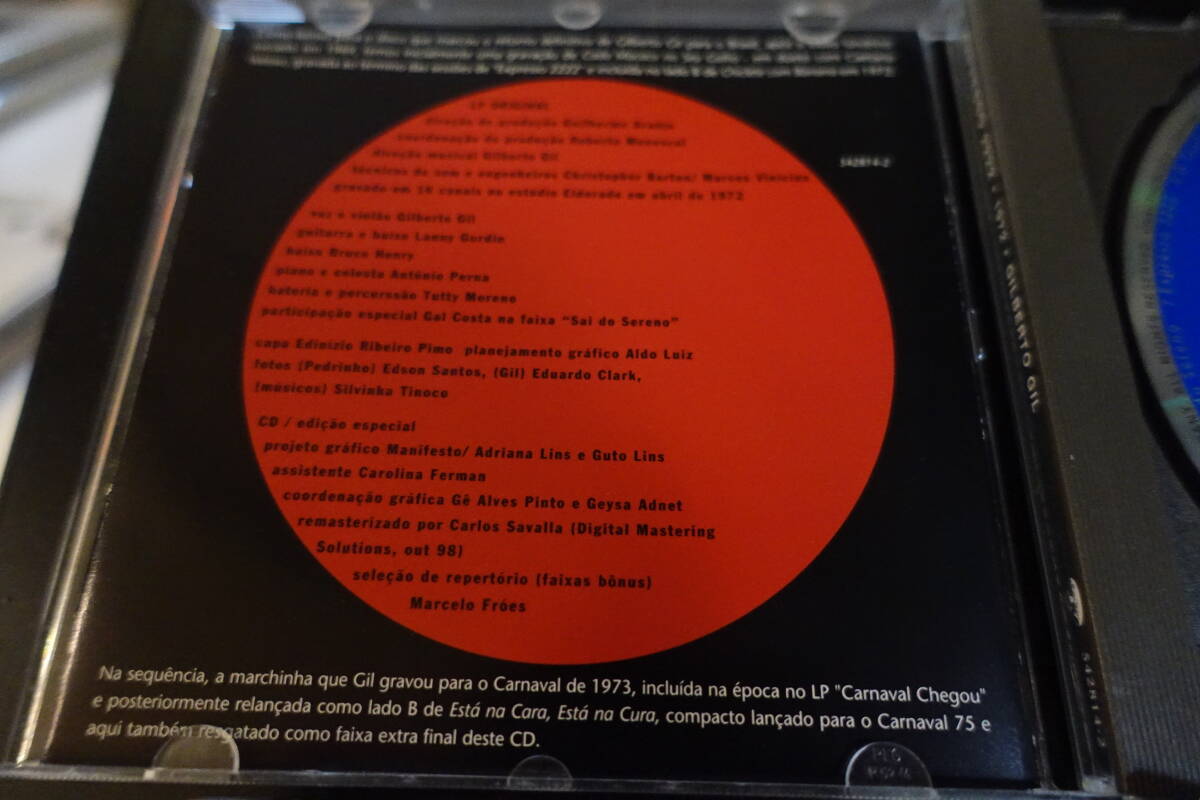 LP ORIGINAL
direção de produção Guilherme Araújo
coordenação de produção Roberto Menescal
direção musical Gilberto Gil
técnicos de som e engenheiros Christopher Barton/ Marcus Vinícius
gravado em 16 canais no estúdio Eldorado em abril de 1972
542814-2
voz e violão Gilberto Gil
guitarra e baixo Lanny Gordin
baixo Bruce Henry
piano e celesta Antônio Perna
bateria e percussão Tutty Moreno
participação especial Gal Costa na faixa “Sai do Sereno”
capa Edinízio Ribeiro Pimo planejamento gráfico Aldo Luiz
fotos (Pedrinho) Edson Santos, (Gil) Eduardo Clark,
(músicos) Silvinha Tinoco
CD / edição especial
projeto gráfico Manifesto/ Adriana Lins e Guto Lins
assistente Carolina Ferman
coordenação gráfica Gê Alves Pinto e Geysa Adnet
remasterizado por Carlos Savalla (Digital Mastering
Solutions, out 98)
seleção de repertório (faixas bônus)
Marcelo Fróes
Na sequência, a marchinha que Gil gravou para o Carnaval de 1973, incluída na época no LP "Carnaval Chegou"
e posteriormente relançada como lado B de Está na Cara, Está na Cura, compacto lançado para o Carnaval 75 e
aqui também resgatado como faixa extra final deste CD.
GILBERTO GIL
542814-2